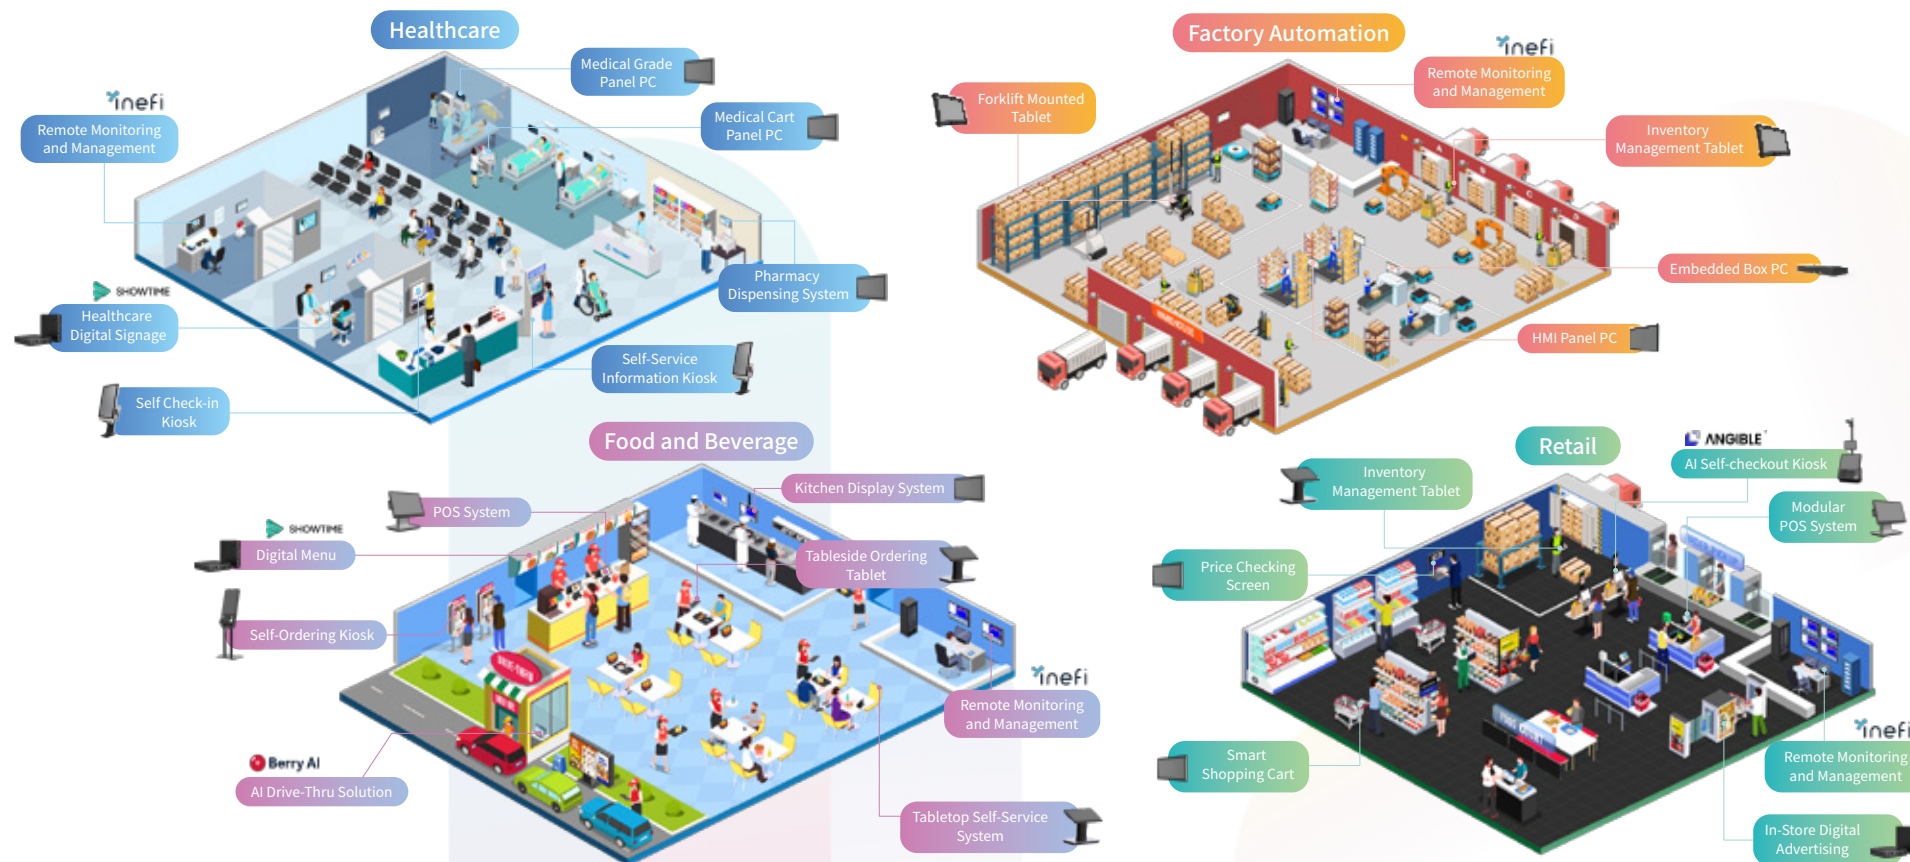 Healthcare
Medical Grade
Panel PC
Medical Cart
Panel PC
inefi
Remote Monitoring
and Management
Pharmacy
Dispensing System
SHOWTIME
Healthcare
Digital Signage
Self-Service
Information Kiosk
Self Check-in
Kiosk
Factory Automation
inefi
Remote Monitoring
and Management
Forklift Mounted
Tablet
Inventory
Management Tablet
A
Embedded Box PC
HMI Panel PC
Food and Beverage
Kitchen Display System
POS System
SHOWTIME
Digital Menu
Tableside Ordering
Tablet
Self-Ordering Kiosk
DRIVE-THRU
inefi
Remote Monitoring
and Management
Berry AI
AI Drive-Thru Solution
Tabletop Self-Service
System
Retail
ANGIBLE
AI Self-checkout Kiosk
Inventory
Management Tablet
Modular
POS System
Price Checking
Screen
inefi
Smart
Shopping Cart
Remote Monitoring
and Management
In-Store Digital
Advertising